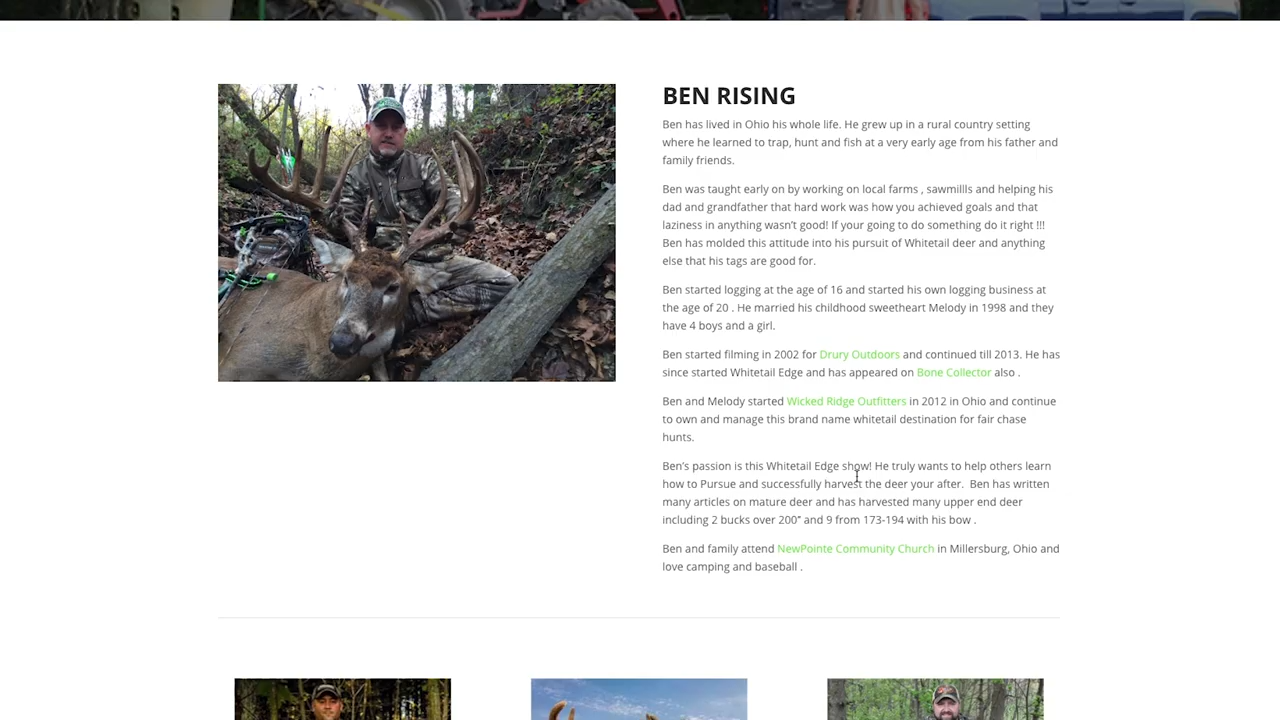 BEN RISING
Ben has lived in Ohio his whole life. He grew up in a rural country setting
where he learned to trap, hunt and fish at a very early age from his father and
family friends.
Ben was taught early on by working on local farms , sawmillls and helping his
dad and grandfather that hard work was how you achieved goals and that
laziness in anything wasn’t good! If your going to do something do it right !!!
Ben has molded this attitude into his pursuit of Whitetail deer and anything
else that his tags are good for.
Ben started logging at the age of 16 and started his own logging business at
the age of 20 . He married his childhood sweetheart Melody in 1998 and they
have 4 boys and a girl.
Ben started filming in 2002 for Drury Outdoors and continued till 2013. He has
since started Whitetail Edge and has appeared on Bone Collector also .
Ben and Melody started Wicked Ridge Outfitters in 2012 in Ohio and continue
to own and manage this brand name whitetail destination for fair chase
hunts.
Ben’s passion is this Whitetail Edge show! He truly wants to help others learn
how to Pursue and successfully harvest the deer your after.  Ben has written
many articles on mature deer and has harvested many upper end deer
including 2 bucks over 200″ and 9 from 173-194 with his bow .
Ben and family attend NewPointe Community Church in Millersburg, Ohio and
love camping and baseball .